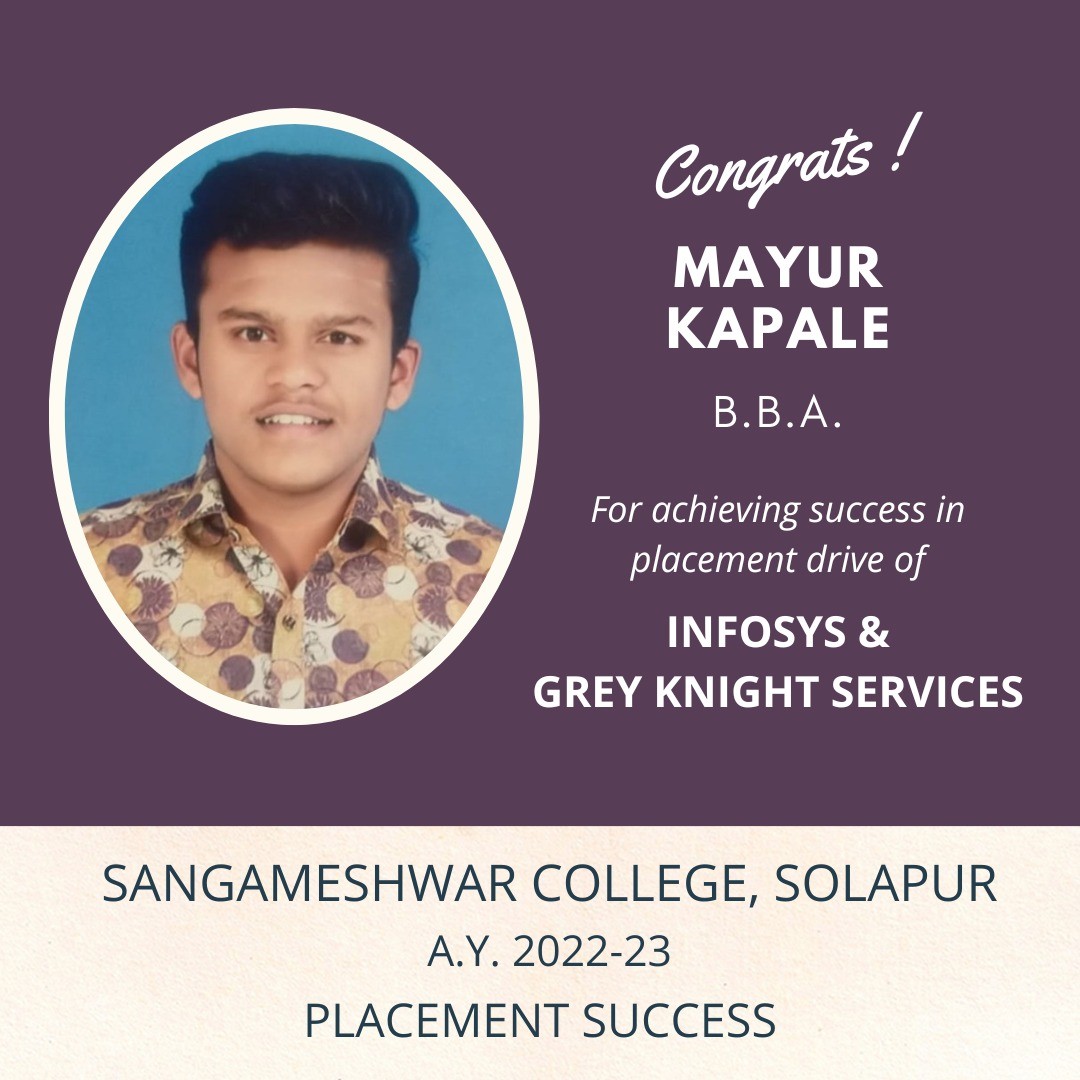 Congrats !
MAYUR
KAPALE
B.B.A.
For achieving success in
placement drive of
INFOSYS &
GREY KNIGHT SERVICES
SANGAMESHWAR COLLEGE, SOLAPUR
A.Y. 2022-23
PLACEMENT SUCCESS